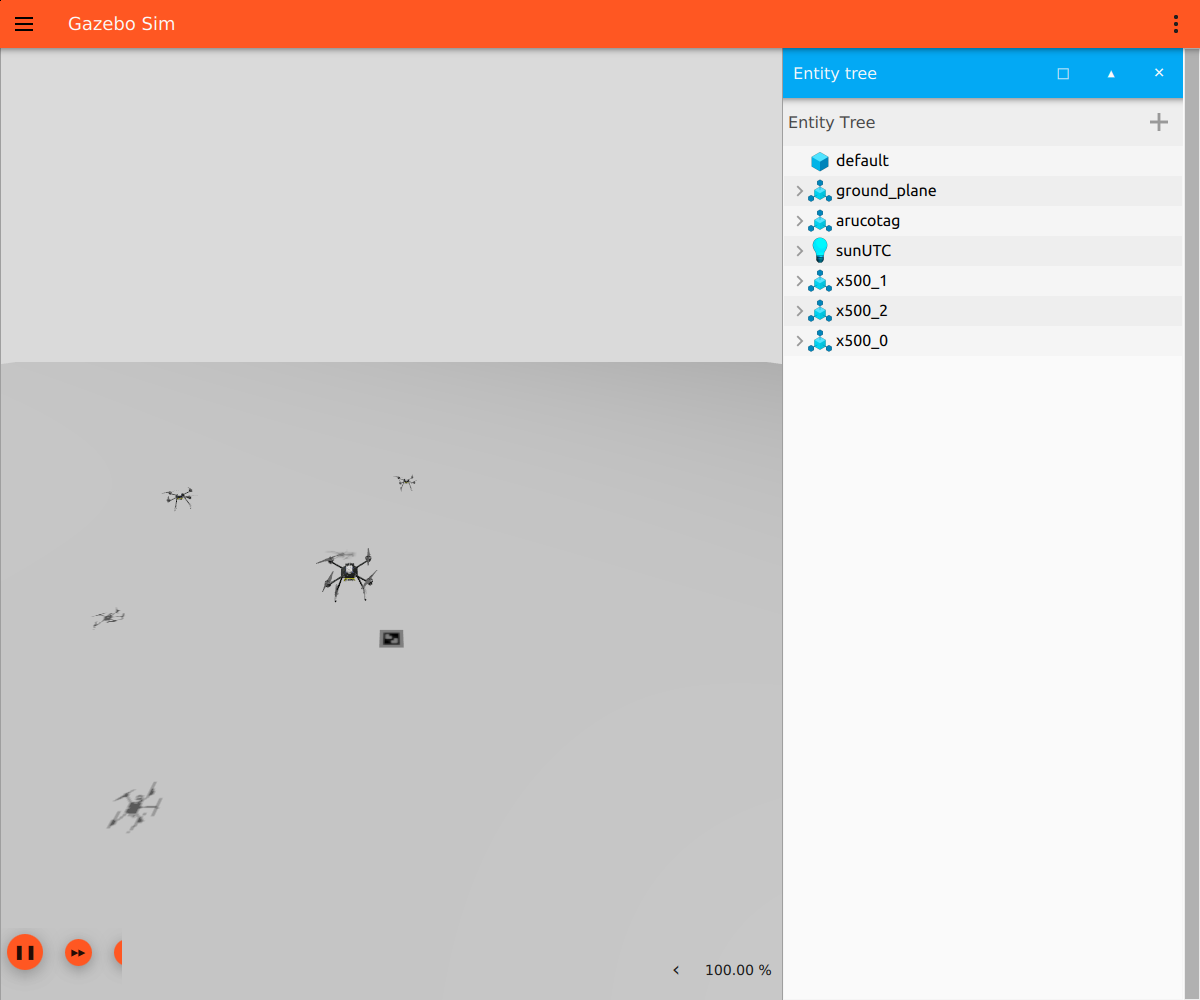 Gazebo Sim
Entity tree
Entity Tree
default
ground_plane
arucotag
sunUTC
x500_1
x500_2
x500_0
100.00 %